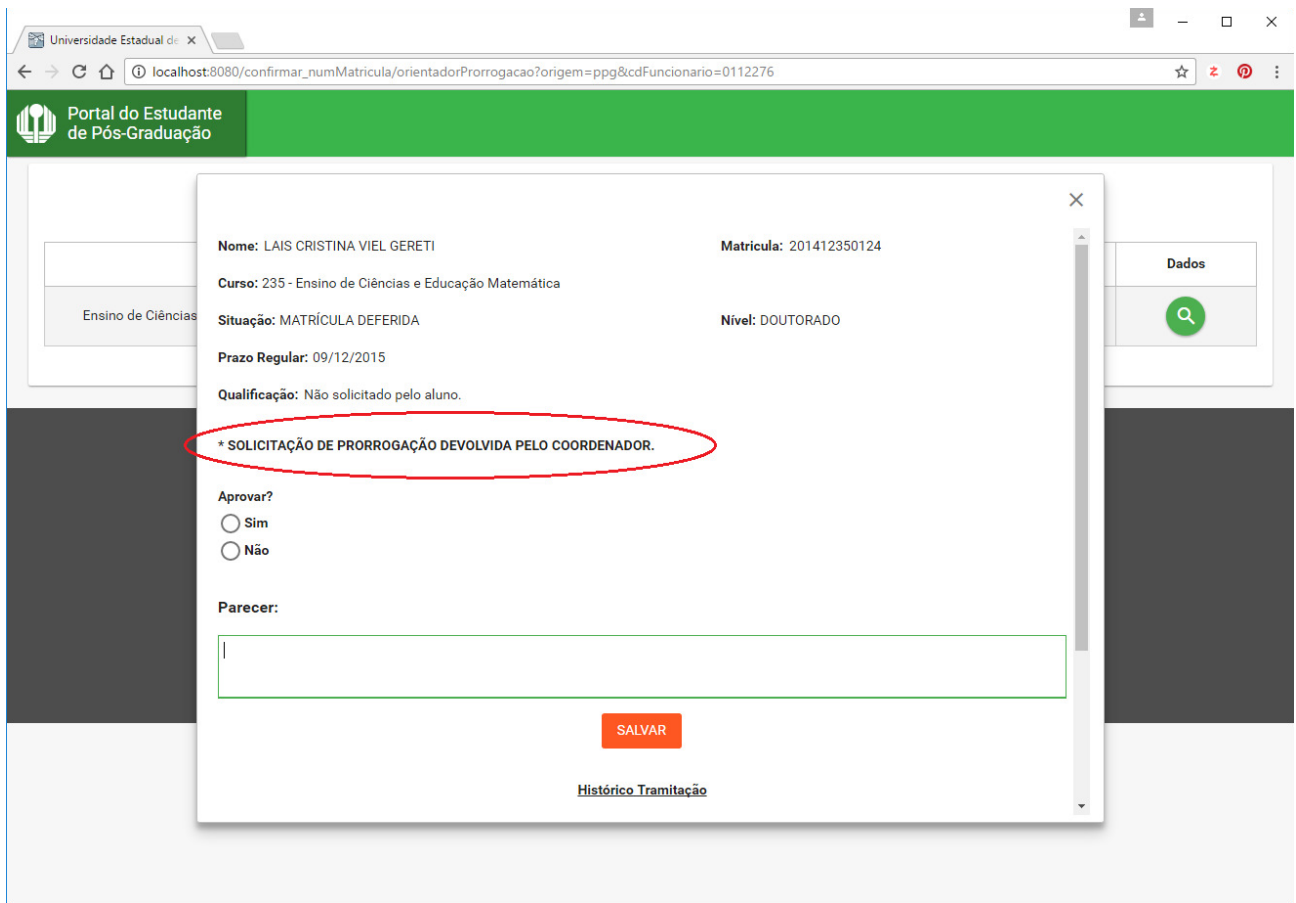 Universidade Estadual de
localhost:8080/confirmar_numMatricula/orientadorProrrogacao?origem=ppg&cdFuncionario=0112276
Portal do Estudante
de Pós-Graduação
Nome: LAIS CRISTINA VIEL GERETI Matricula: 201412350124
Dados
Curso: 235 - Ensino de Ciências e Educação Matemática
Ensino de Ciências
Situação: MATRÍCULA DEFERIDA Nível: DOUTORADO
Prazo Regular: 09/12/2015
Qualificação: Não solicitado pelo aluno.
* SOLICITAÇÃO DE PRORROGAÇÃO DEVOLVIDA PELO COORDENADOR.
Aprovar?
Sim
Não
Parecer:
SALVAR
Histórico Tramitação